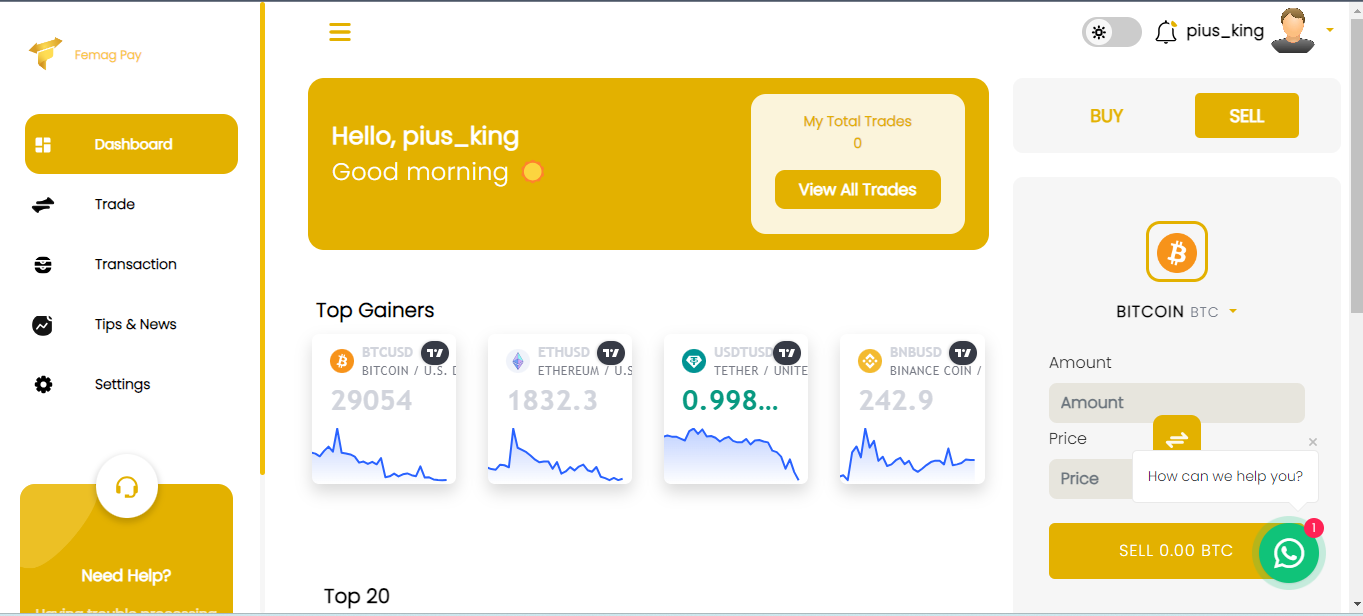 Femag Pay
Dashboard
Trade
Transaction
Tips & News
Settings
Need Help?
Having trouble processing
pius_king
Hello, pius_king
Good morning
My Total Trades
0
View All Trades
Top Gainers
BTCUSD
BITCOIN / U.S. D
29054
ETHUSD
ETHEREUM / U.S
1832.3
USDTUSD
TETHER / UNITE
0.998...
BNBUSD
BINANCE COIN /
242.9
Top 20
BUY
SELL
BITCOIN BTC
Amount
Amount
Price
Price
How can we help you?
1
SELL 0.00 BTC